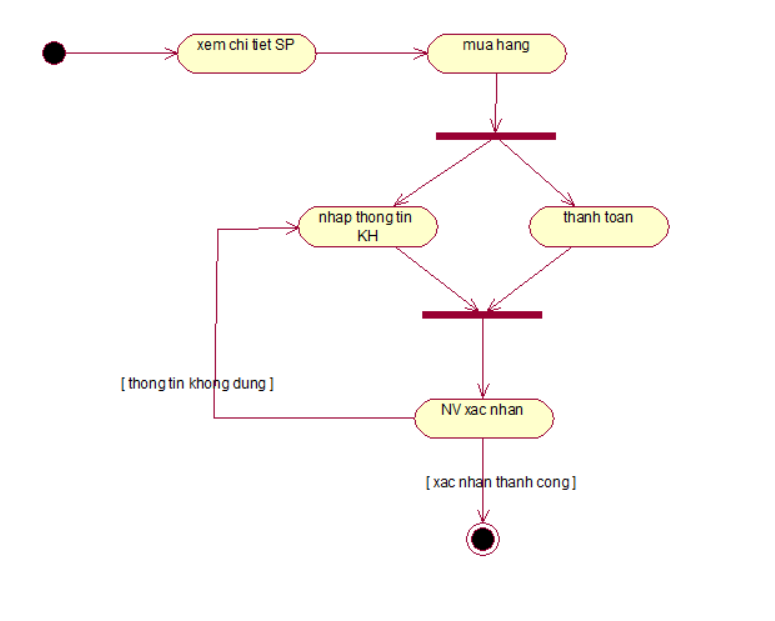 xem chi tiet SP
mua hang
nhap thong tin
KH
thanh toan
[ thong tin khong dung ]
NV xac nhan
[ xac nhan thanh cong ]